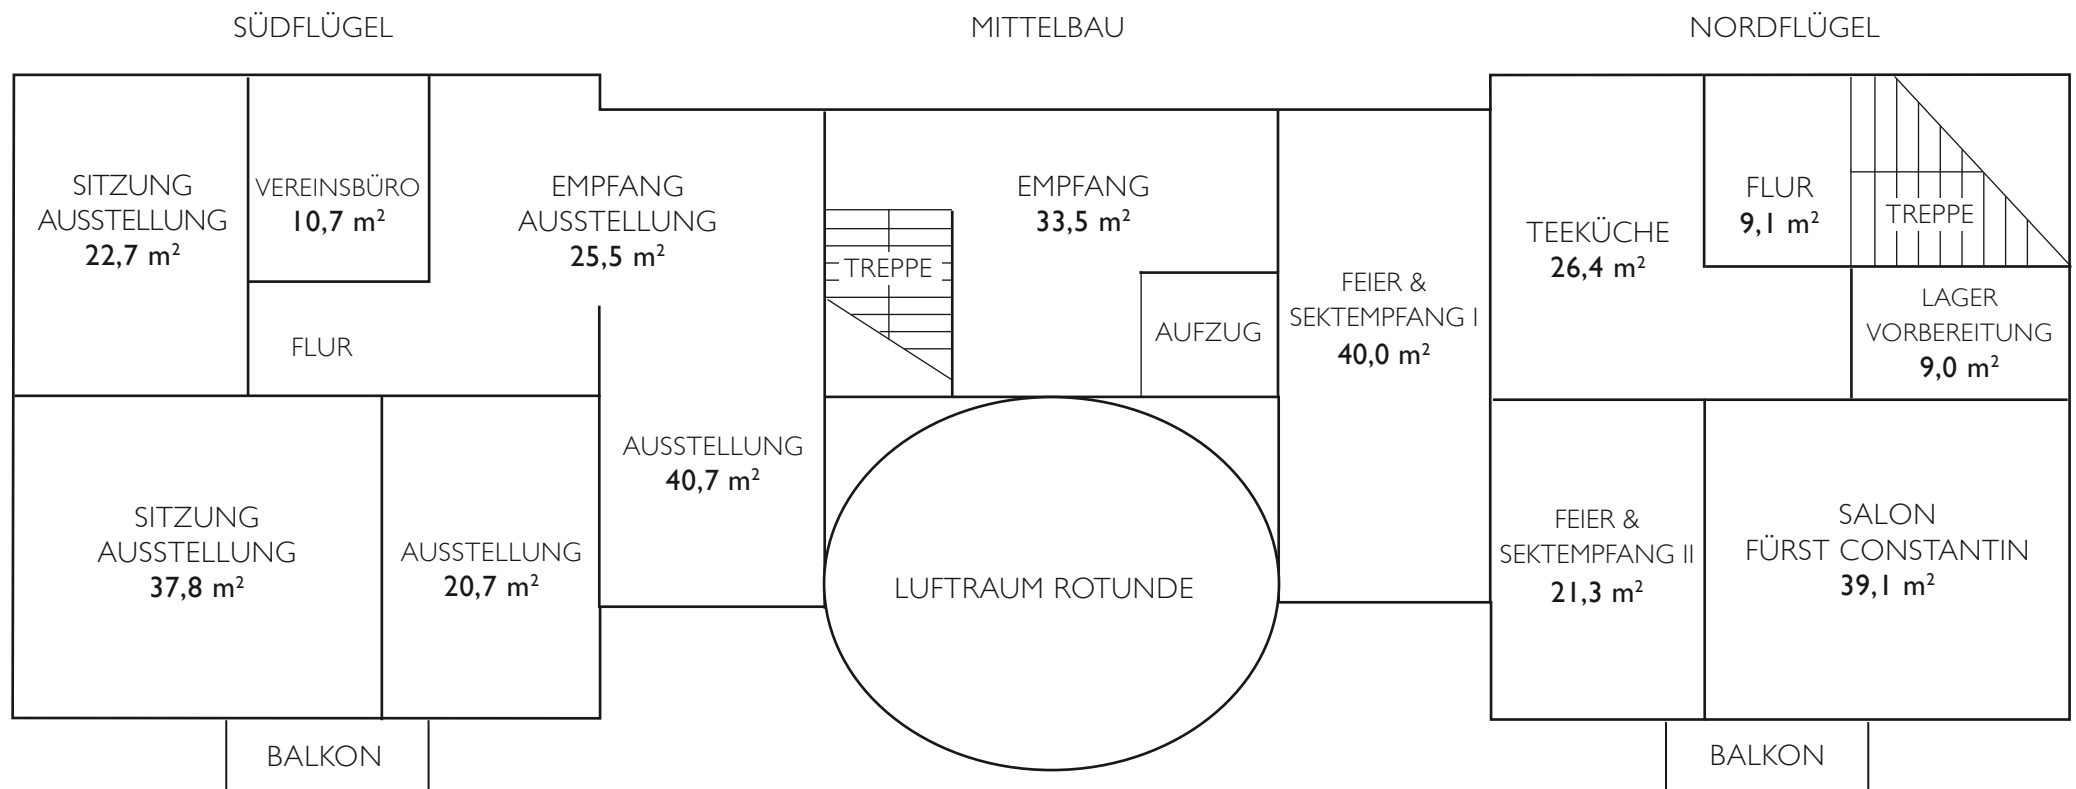 SÜDFLÜGEL
MITTELBAU
NORDFLÜGEL
SITZUNG
AUSSTELLUNG
22,7 m²
VEREINSBÜRO
10,7 m²
EMPFANG
AUSSTELLUNG
25,5 m²
FLUR
SITZUNG
AUSSTELLUNG
37,8 m²
AUSSTELLUNG
20,7 m²
BALKON
AUSSTELLUNG
40,7 m²
TREPPE
EMPFANG
33,5 m²
AUFZUG
LUFTRAUM ROTUNDE
FEIER &
SEKTEMPFANG I
40,0 m²
TEEKÜCHE
26,4 m²
FLUR
9,1 m²
TREPPE
LAGER
VORBEREITUNG
9,0 m²
FEIER &
SEKTEMPFANG II
21,3 m²
SALON
FÜRST CONSTANTIN
39,1 m²
BALKON